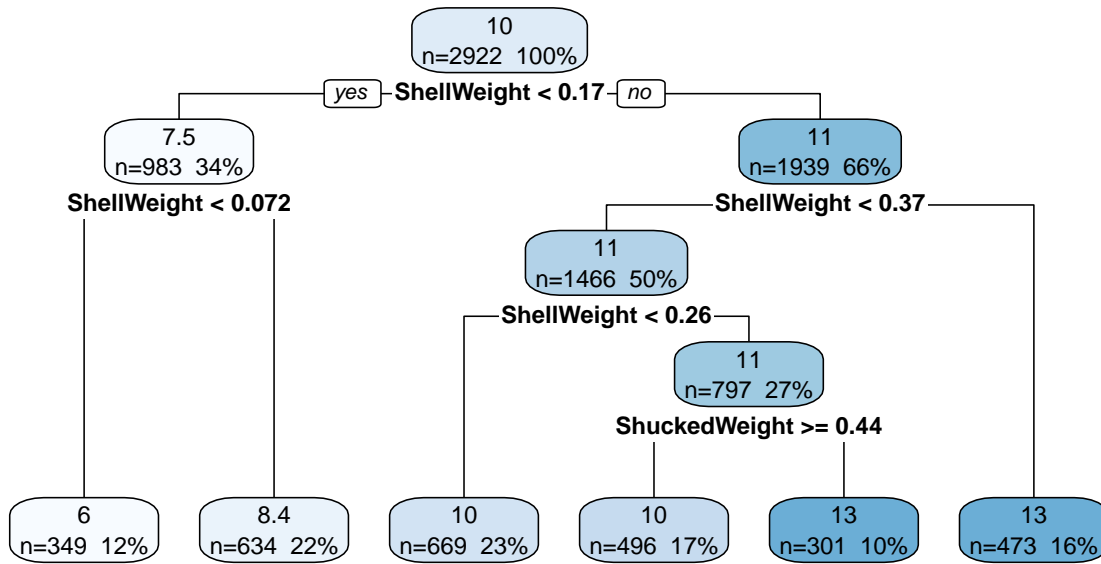 10
n=2922 100%
yes ShellWeight < 0.17 no
7.5
n=983 34%
11
n=1939 66%
ShellWeight < 0.072
ShellWeight < 0.37
11
n=1466 50%
ShellWeight < 0.26
11
n=797 27%
ShuckedWeight >= 0.44
6
n=349 12%
8.4
n=634 22%
10
n=669 23%
10
n=496 17%
13
n=301 10%
13
n=473 16%